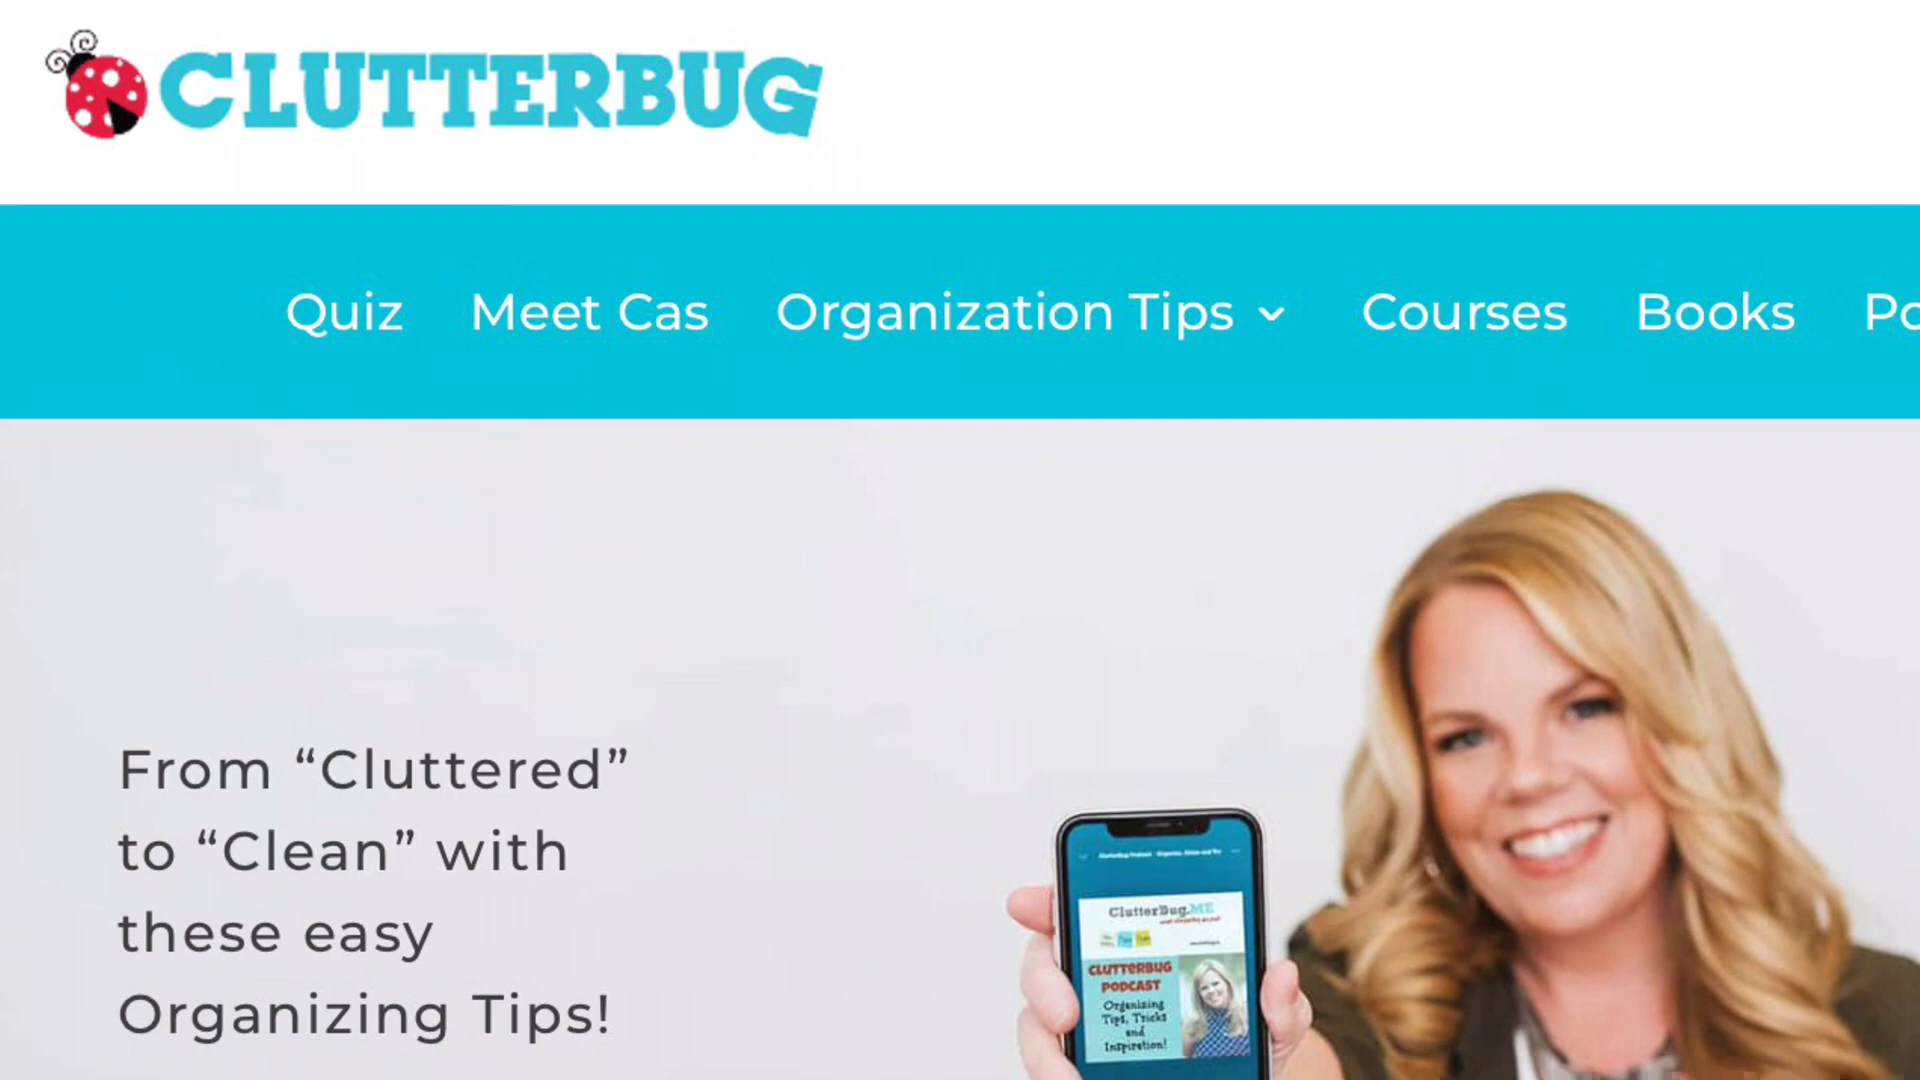 CLUTTERBUG
Quiz Meet Cas Organization Tips Courses Books Po
From “Cluttered”
to “Clean” with
these easy
Organizing Tips!
ClutterBug.ME
CLUTTERBUG
PODCAST
Organizing
Tips, Tricks
and
Inspiration!